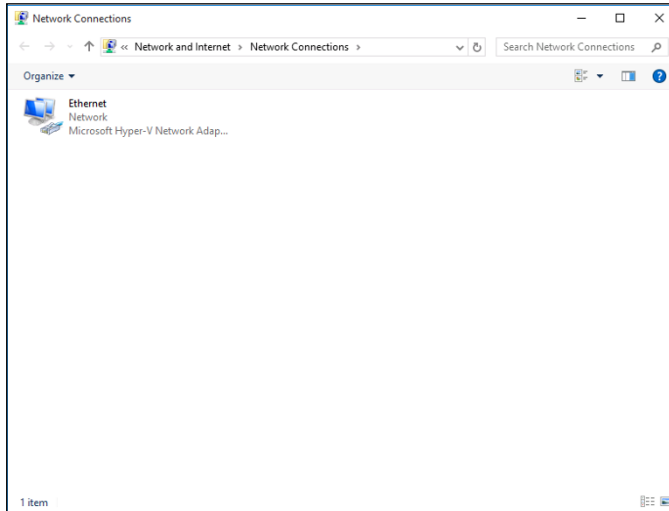 Network Connections
« Network and Internet > Network Connections >
Search Network Connections
Organize
Ethernet
Network
Microsoft Hyper-V Network Adap...
1 item